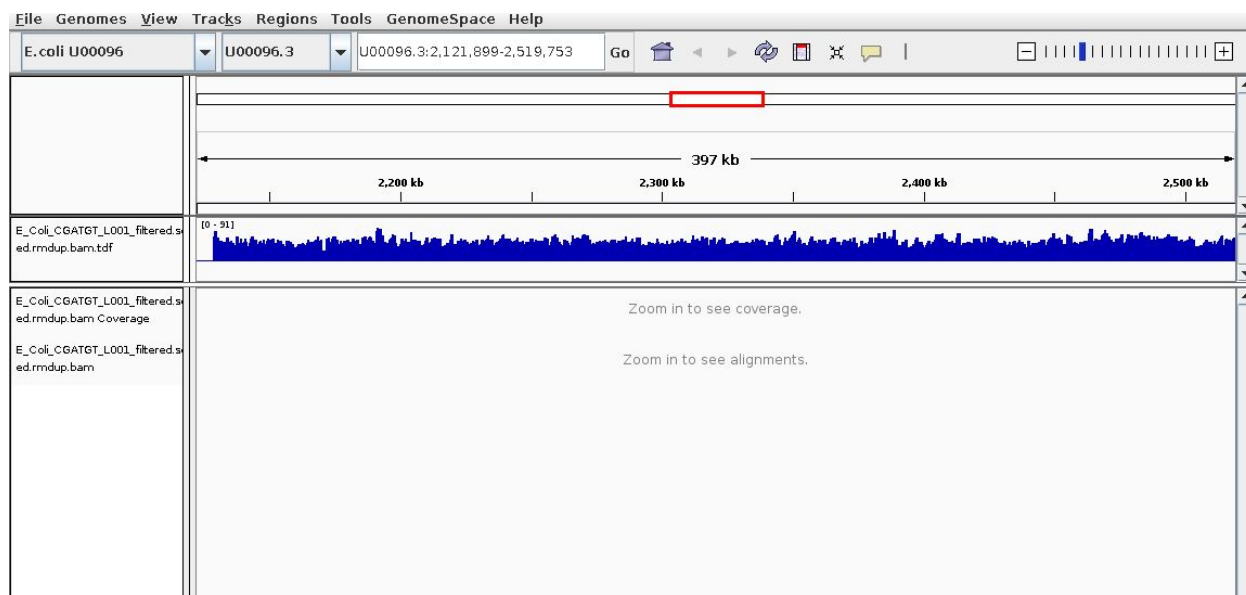 File Genomes View Tracks Regions Tools GenomeSpace Help
E.coli U00096 U00096.3 U00096.3:2,121,899-2,519,753 Go
397 kb
2,200 kb 2,300 kb 2,400 kb 2,500 kb
E_Coli_CGATGT_L001_filtered.s [0 - 91]
ed.rmdup.bam.tdf
E_Coli_CGATGT_L001_filtered.s
ed.rmdup.bam Coverage
Zoom in to see coverage.
E_Coli_CGATGT_L001_filtered.s
ed.rmdup.bam
Zoom in to see alignments.